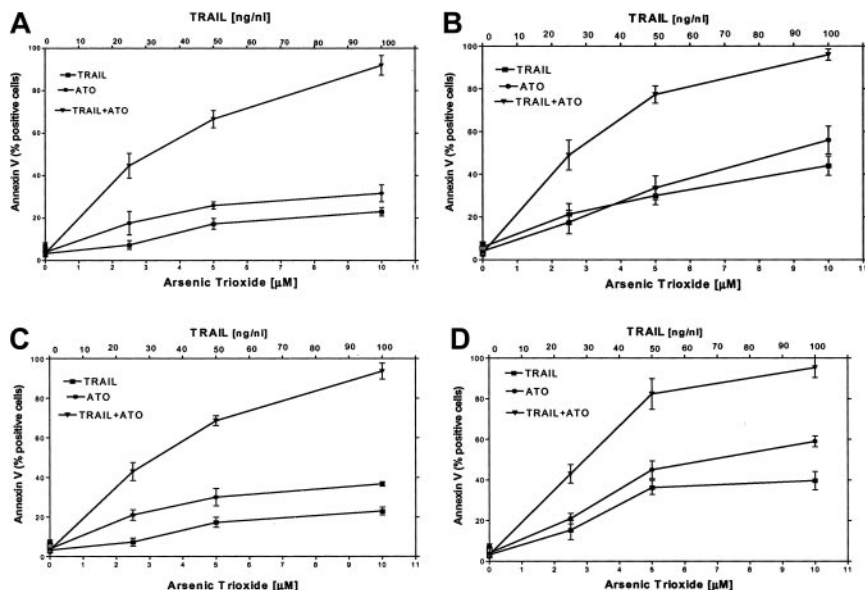 A
TRAIL [ng/nl]
0 10 20 30 40 50 60 70 80 90 100
100
80
60
40
20
0
Annexin V (% positive cells)
TRAIL
ATO
TRAIL+ATO
0 1 2 3 4 5 6 7 8 9 10 11
Arsenic Trioxide [µM]
B
TRAIL [ng/nl]
0 10 20 30 40 50 60 70 80 90 100
100
80
60
40
20
0
Annexin V (% positive cells)
TRAIL
ATO
TRAIL+ATO
0 1 2 3 4 5 6 7 8 9 10 11
Arsenic Trioxide [µM]
C
TRAIL [ng/nl]
0 10 20 30 40 50 60 70 80 90 100
100
80
60
40
20
0
Annexin V (% positive cells)
TRAIL
ATO
TRAIL+ATO
0 1 2 3 4 5 6 7 8 9 10 11
Arsenic Trioxide [µM]
D
TRAIL [ng/nl]
0 10 20 30 40 50 60 70 80 90 100
100
80
60
40
20
0
Annexin V (% positive cells)
TRAIL
ATO
TRAIL+ATO
0 1 2 3 4 5 6 7 8 9 10 11
Arsenic Trioxide [µM]